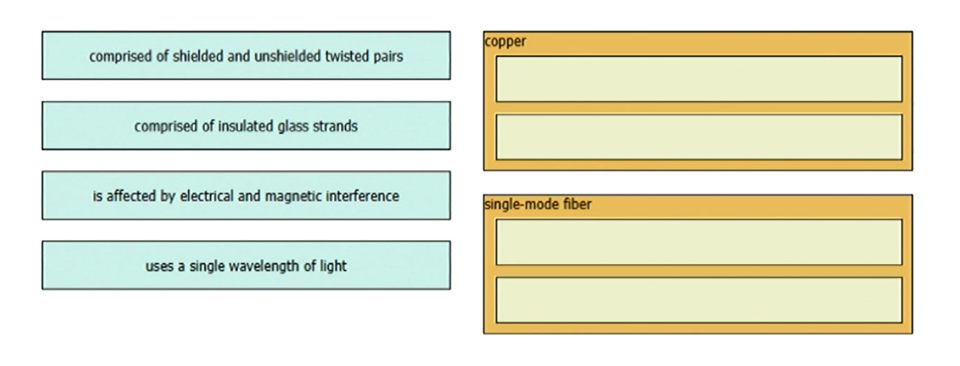 comprised of shielded and unshielded twisted pairs
comprised of insulated glass strands
is affected by electrical and magnetic interference
uses a single wavelength of light
copper
single-mode fiber